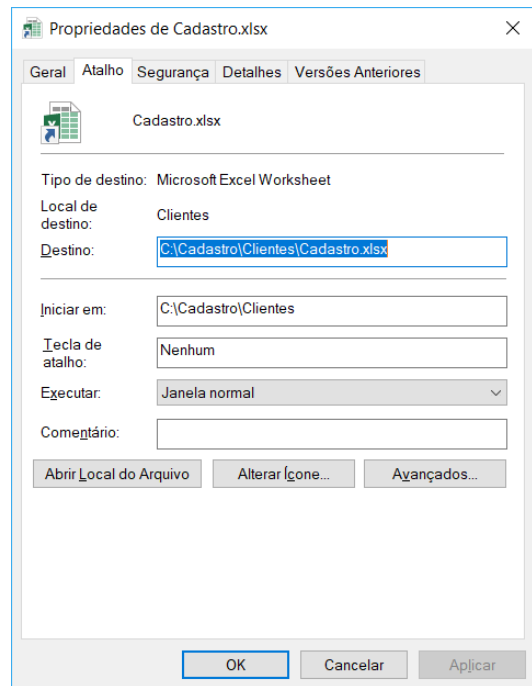 Propriedades de Cadastro.xlsx
Geral Atalho Segurança Detalhes Versões Anteriores
Cadastro.xlsx
Tipo de destino: Microsoft Excel Worksheet
Local de destino: Clientes
Destino: C:\Cadastro\Clientes\Cadastro.xlsx
Iniciar em: C:\Cadastro\Clientes
Tecla de atalho: Nenhum
Executar: Janela normal
Comentário:
Abrir Local do Arquivo Alterar Ícone... Avançados...
OK Cancelar Aplicar